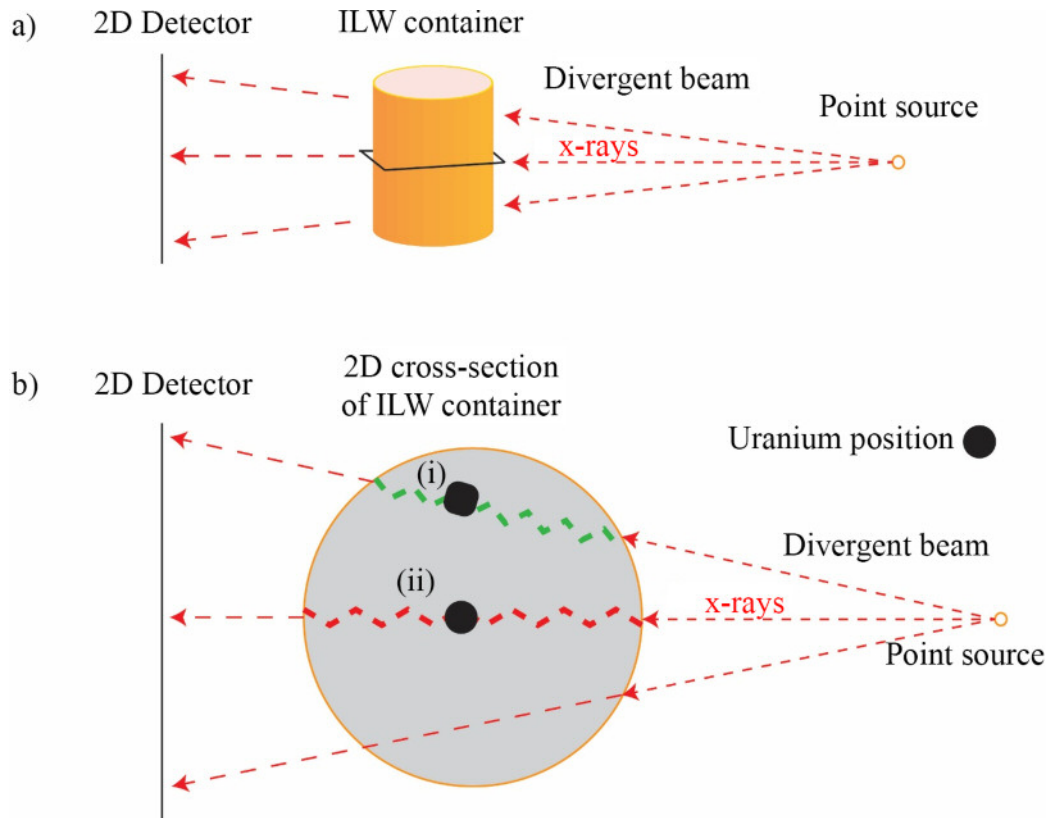 a)
2D Detector
ILW container
Divergent beam
Point source
x-rays
b)
2D Detector
2D cross-section
of ILW container
Uranium position
(i)
Divergent beam
(ii)
x-rays
Point source